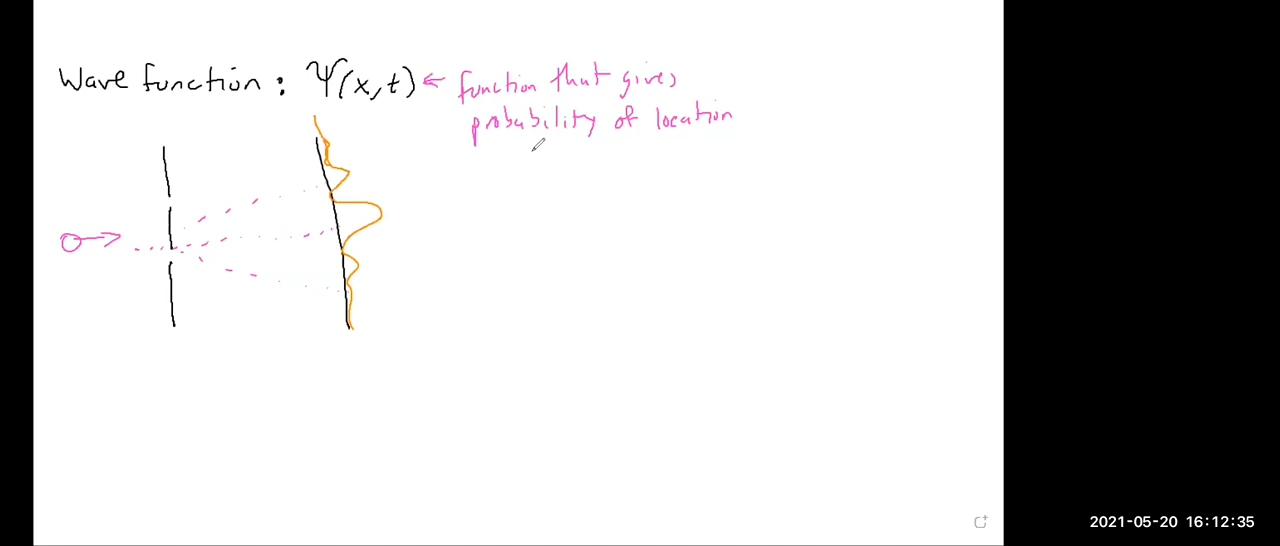 Wave function: Ψ(x,t) ← function that gives
probability of location
2021-05-20 16:12:35